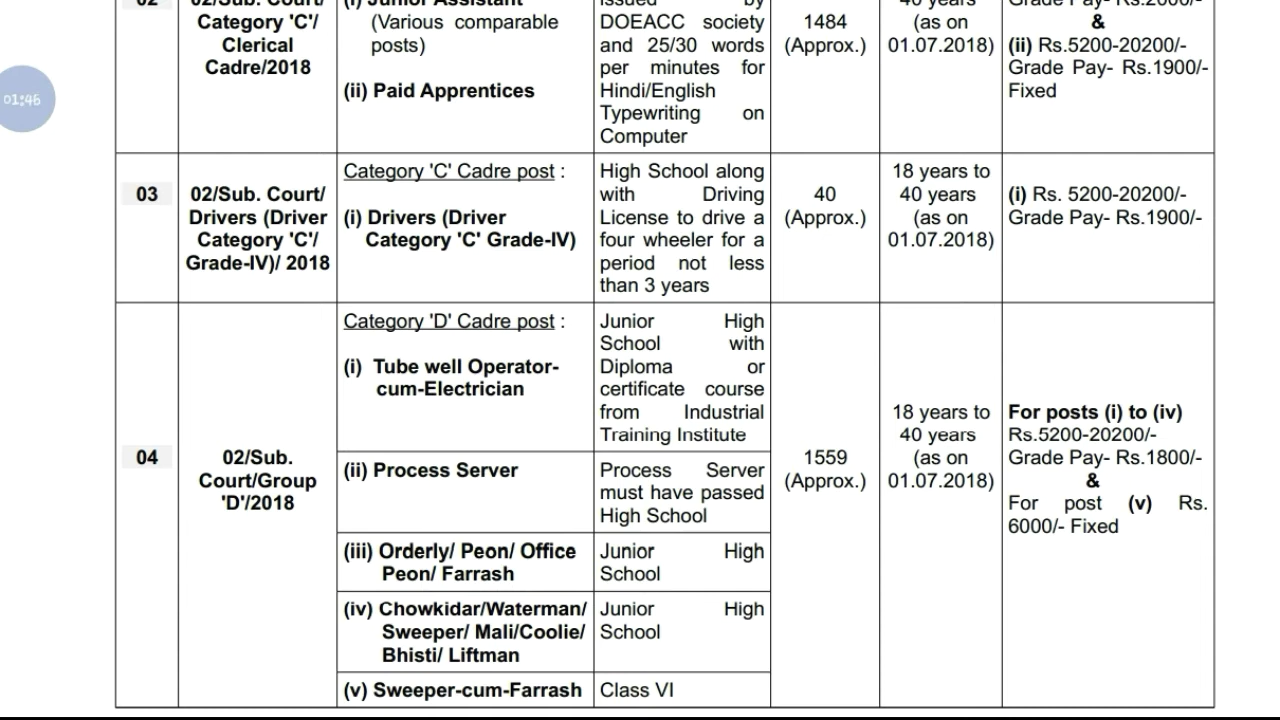 02
02/Sub. Court/
Category 'C'/
Clerical
Cadre/2018
(i) Junior Assistant
(Various comparable
posts)
(ii) Paid Apprentices
issued by
DOEACC society
and 25/30 words
per minutes for
Hindi/English
Typewriting on
Computer
1484
(Approx.)
40 years
(as on
01.07.2018)
Grade Pay- Rs.2000/-
&
(ii) Rs.5200-20200/-
Grade Pay- Rs.1900/-
Fixed
01:46
03
02/Sub. Court/
Drivers (Driver
Category 'C'/
Grade-IV)/ 2018
Category 'C' Cadre post :
(i) Drivers (Driver
Category 'C' Grade-IV)
High School along
with Driving
License to drive a
four wheeler for a
period not less
than 3 years
40
(Approx.)
18 years to
40 years
(as on
01.07.2018)
(i) Rs. 5200-20200/-
Grade Pay- Rs.1900/-
04
02/Sub.
Court/Group
'D'/2018
Category 'D' Cadre post :
(i) Tube well Operator-
cum-Electrician
Junior High
School with
Diploma or
certificate course
from Industrial
Training Institute
(ii) Process Server
Process Server
must have passed
High School
(iii) Orderly/ Peon/ Office
Peon/ Farrash
Junior High
School
(iv) Chowkidar/Waterman/
Sweeper/ Mali/Coolie/
Bhisti/ Liftman
Junior High
School
(v) Sweeper-cum-Farrash
Class VI
1559
(Approx.)
18 years to
40 years
(as on
01.07.2018)
For posts (i) to (iv)
Rs.5200-20200/-
Grade Pay- Rs.1800/-
&
For post (v) Rs.
6000/- Fixed